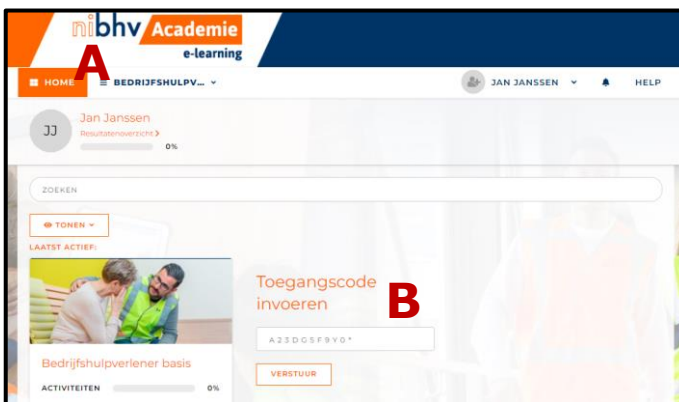 nibhv Academie
e-learning
A
HOME BEDRIJFSHULPV... JAN JANSSEN HELP
JJ
Jan Janssen
Resultatenoverzicht
0%
ZOEKEN
TONEN
LAATST ACTIEF:
Toegangscode
invoeren
B
A23DGSF9Y0*
Bedrijfshulpverlener basis
VERSTUUR
ACTIVITEITEN 0%